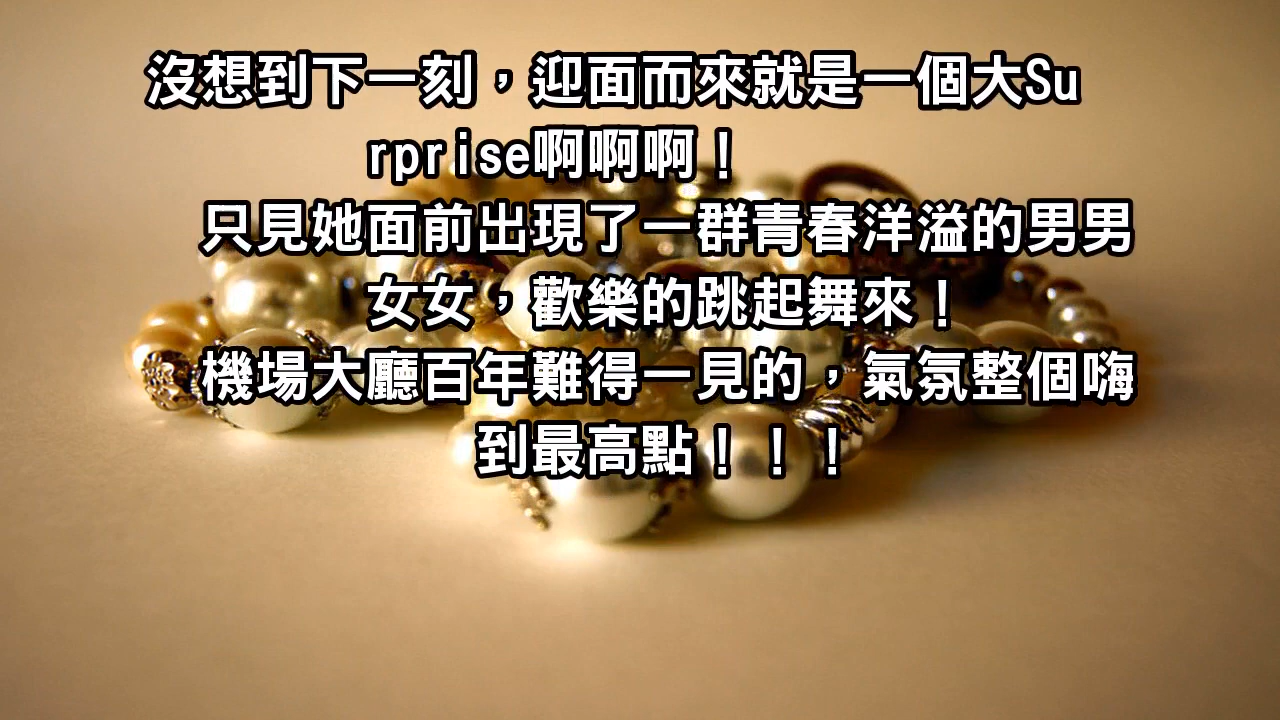 沒想到下一刻，迎面而來就是一個大Su
rprise啊啊啊！
只見她面前出現了一群青春洋溢的男男
女女，歡樂的跳起舞來！
機場大廳百年難得一見的，氣氛整個嗨
到最高點！！！